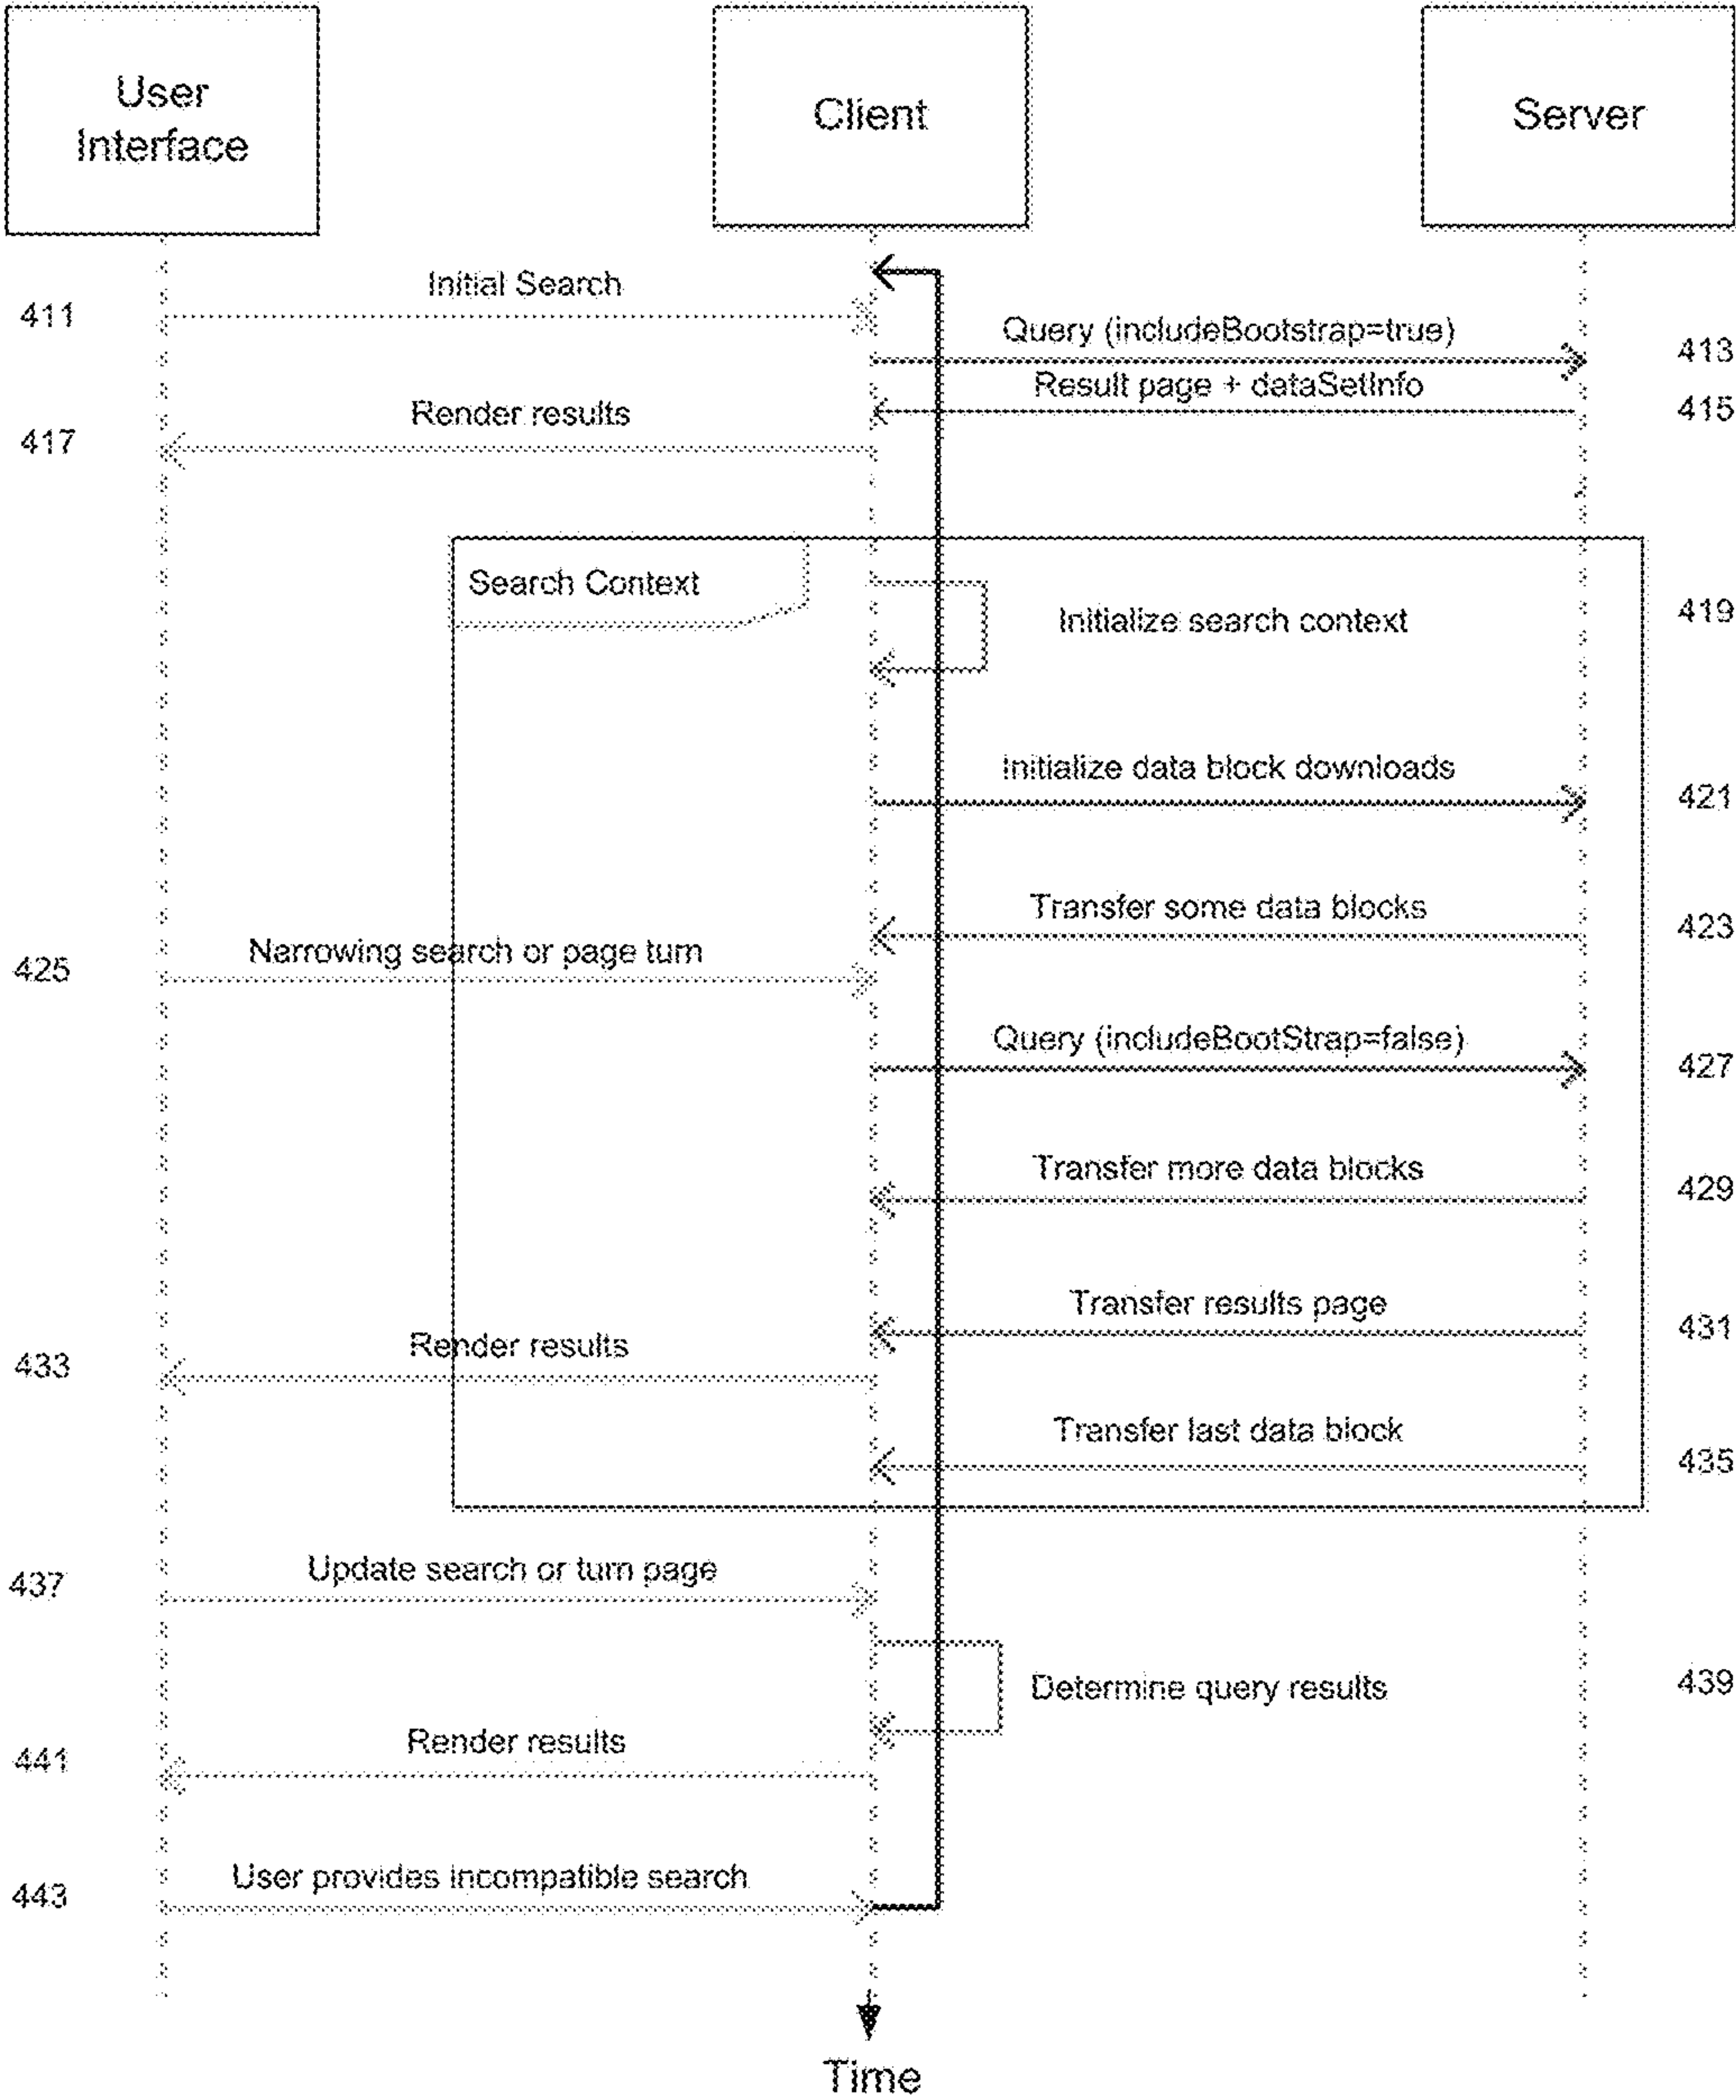 User
Interface
Client
Server
Initial Search
411
Query (includeBootstrap=true)
413
Result page + dataSetInfo
415
Render results
417
Search Context
Initialize search context
419
Initialize data block downloads
421
Transfer some data blocks
423
Narrowing search or page turn
425
Query (includeBootStrap=false)
427
Transfer more data blocks
429
Transfer results page
431
Render results
433
Transfer last data block
435
Update search or turn page
437
Determine query results
439
Render results
441
User provides incompatible search
443
Time